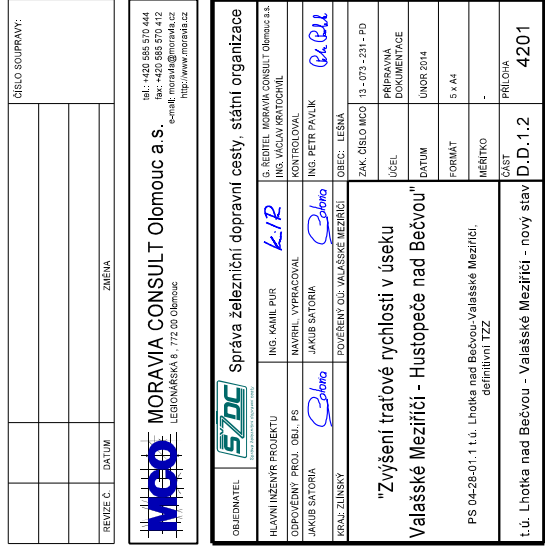 ČÍSLO SOUPRAVY:
REVIZE Č. DATUM ZMĚNA
MCO
MORAVIA CONSULT Olomouc a.s.
LEGIONÁŘSKÁ 8 , 772 00 Olomouc
tel.: +420 585 570 444
fax: +420 585 570 412
e-mail: moravia@moravia.cz
http://www.moravia.cz
OBJEDNATEL
SŽDC
Správa železniční dopravní cesty
Správa železniční dopravní cesty, státní organizace
HLAVNÍ INŽENÝR PROJEKTU
ING. KAMIL PUR
G. ŘEDITEL MORAVIA CONSULT Olomouc a.s.
ING. VÁCLAV KRATOCHVÍL
ODPOVĚDNÝ PROJ. OBJ., PS
NAVRHL, VYPRACOVAL
KONTROLOVAL
JAKUB SATORIA
JAKUB SATORIA
ING. PETR PAVLÍK
KRAJ: ZLÍNSKÝ
POVĚŘENÝ OÚ: VALAŠSKÉ MEZIŘÍČÍ
OBEC: LEŠNÁ
"Zvýšení traťové rychlosti v úseku
Valašské Meziříčí - Hustopeče nad Bečvou"
PS 04-28-01.1 t.ú. Lhotka nad Bečvou-Valašské Meziříčí,
definitivní TZZ
t.ú. Lhotka nad Bečvou - Valašské Meziříčí - nový stav
ZAK. ČÍSLO MCO 13 - 073 - 231 - PD
ÚČEL PŘÍPRAVNÁ
DOKUMENTACE
DATUM ÚNOR 2014
FORMÁT 5 x A4
MĚŘÍTKO -
ČÁST PŘÍLOHA
D.D.1.2 4201